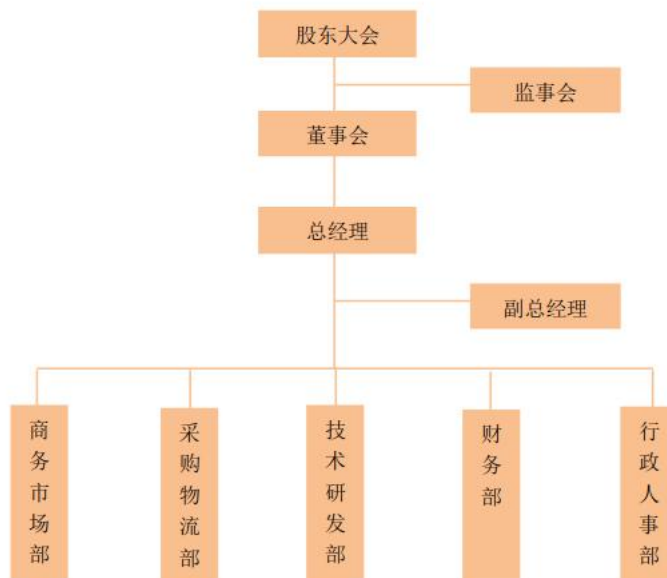 股东大会
监事会
董事会
总经理
副总经理
商务市场部
采购物流部
技术研发部
财务部
行政人事部